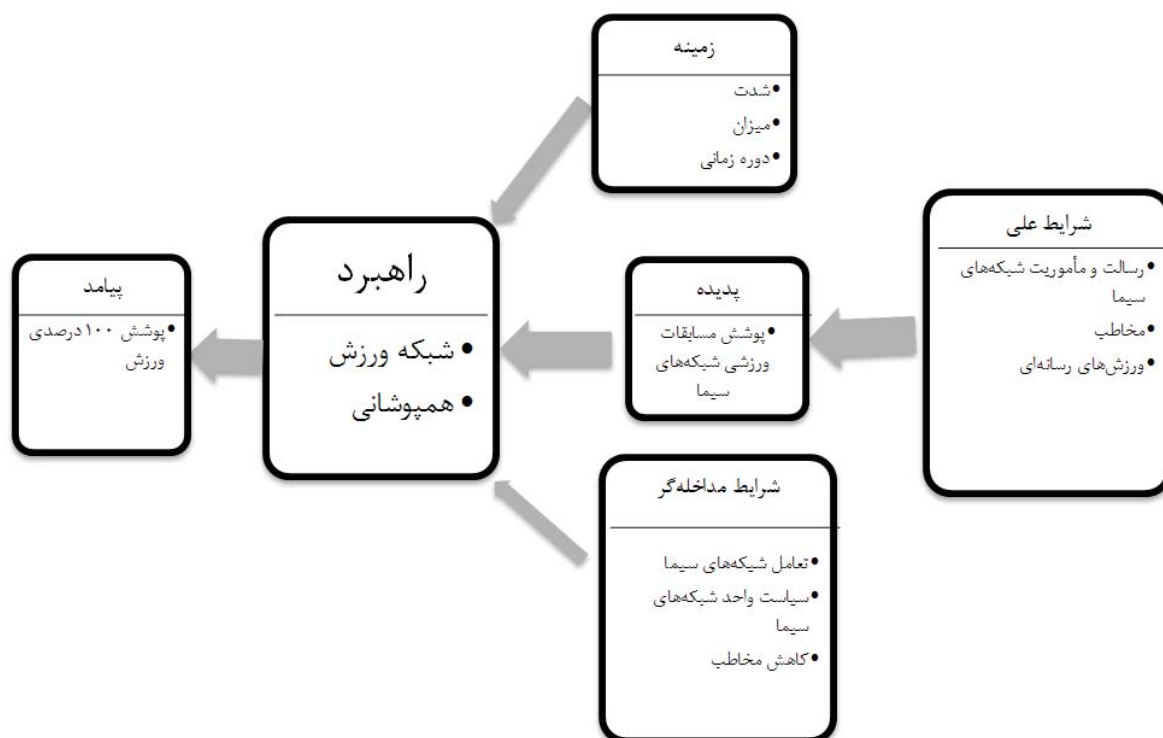 زمینه
•شدت
•میزان
•دوره زمانی
شرایط علی
•رسالت و مأموریت شبکه‌های
سیما
•مخاطب
•ورزش‌های رسانه‌ای
پدیده
•پوشش مسابقات
ورزشی شبکه‌های
سیما
راهبرد
•شبکه ورزش
•همپوشانی
پیامد
•پوشش ۱۰۰ درصدی
ورزش
شرایط مداخله‌گر
•تعامل شبکه‌های سیما
•سیاست واحد شبکه‌های
سیما
•کاهش مخاطب